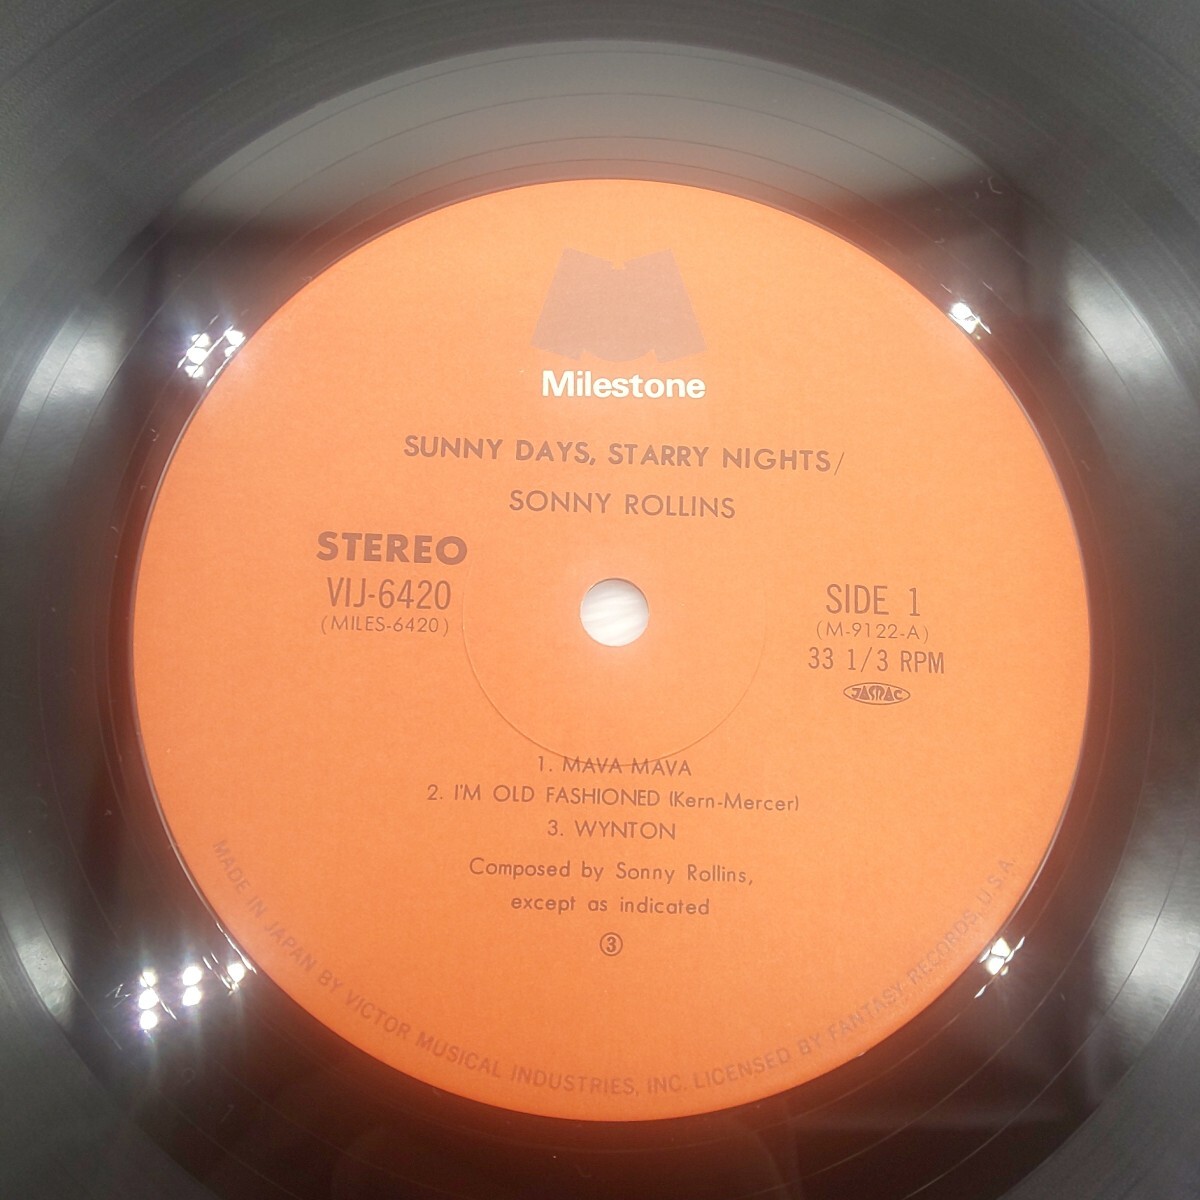 Milestone
SUNNY DAYS, STARRY NIGHTS/
SONNY ROLLINS
STEREO
VIJ-6420
(MILES-6420)
SIDE 1
(M-9122-A)
33 1/3 RPM
JASRAC
1. MAVA MAVA
2. I'M OLD FASHIONED (Kern-Mercer)
3. WYNTON
Composed by Sonny Rollins,
except as indicated
③
MADE IN JAPAN BY VICTOR MUSICAL INDUSTRIES, INC. LICENSED BY FANTASY RECORDS, U.S.A.